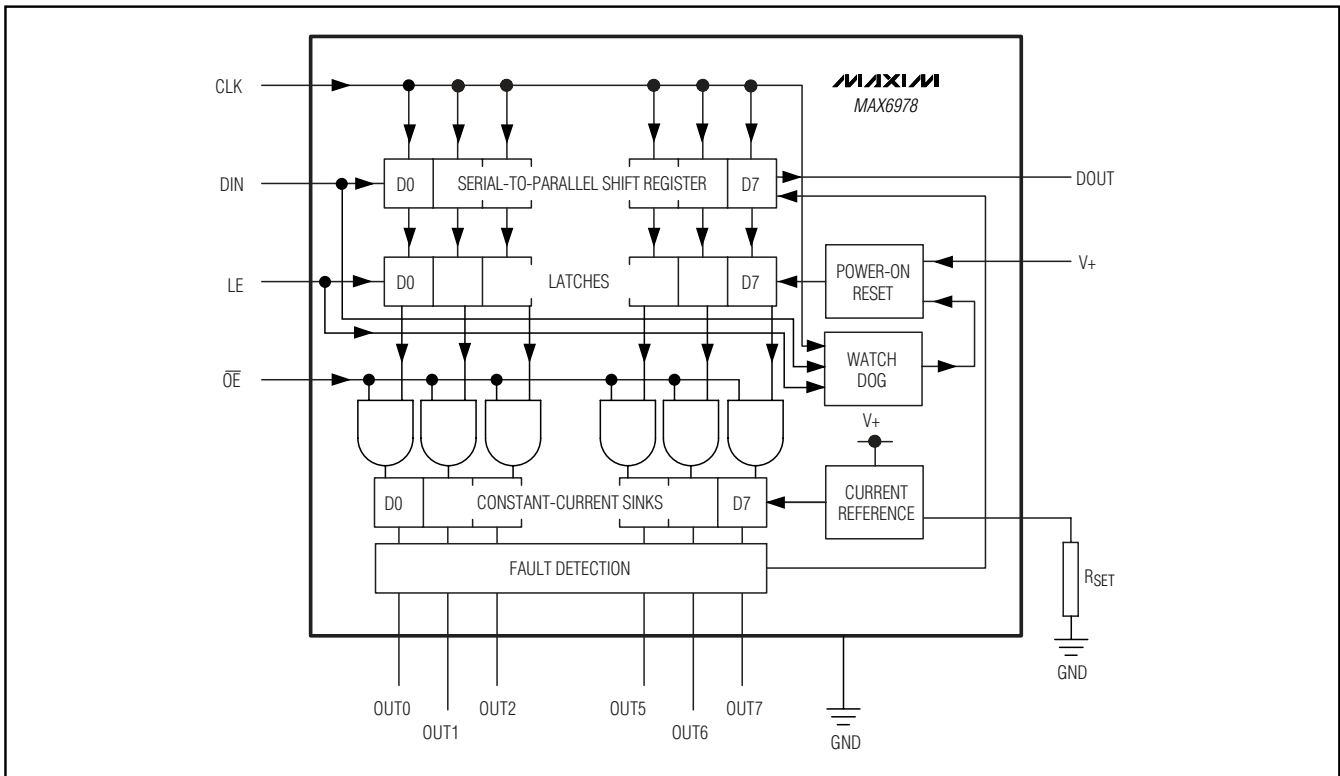 CLK
MAXIM
MAX6978
DIN
D0
SERIAL-TO-PARALLEL SHIFT REGISTER
D7
DOUT
LE
D0
LATCHES
D7
POWER-ON
RESET
V+
WATCH
DOG
OE
V+
D0
CONSTANT-CURRENT SINKS
D7
CURRENT
REFERENCE
FAULT DETECTION
RSET
GND
OUT0
OUT1
OUT2
OUT5
OUT6
OUT7
GND